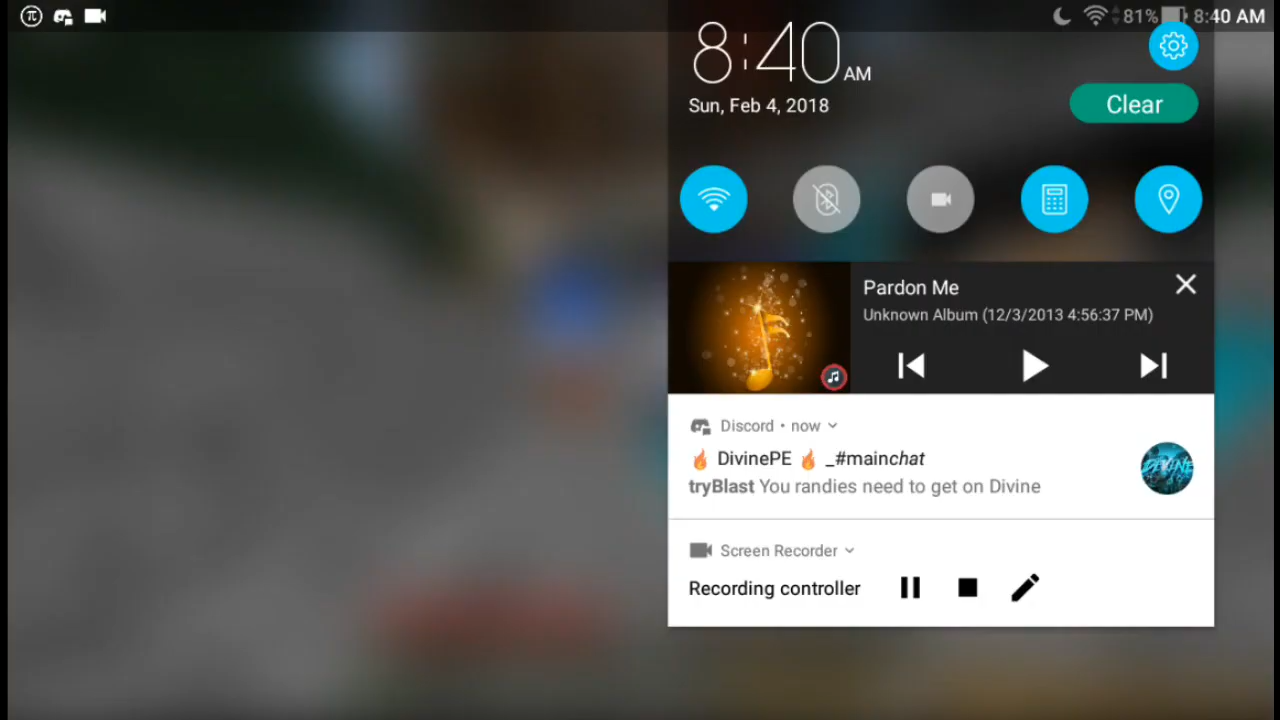 81% 8:40 AM
8:40 AM
Sun, Feb 4, 2018
Clear
Pardon Me
Unknown Album (12/3/2013 4:56:37 PM)
Discord • now
🔥 DivinePE 🔥 _#mainchat
tryBlast You randies need to get on Divine
DIVINE
Screen Recorder
Recording controller